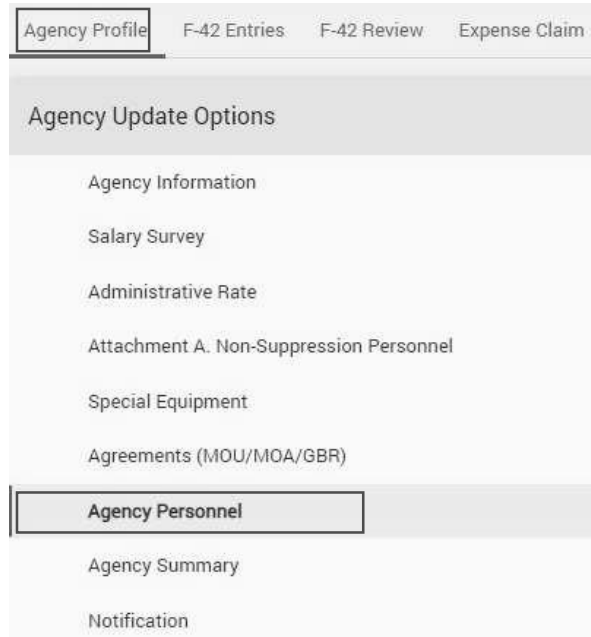 Agency Profile F-42 Entries F-42 Review Expense Claim
Agency Update Options
Agency Information
Salary Survey
Administrative Rate
Attachment A. Non-Suppression Personnel
Special Equipment
Agreements (MOU/MOA/GBR)
Agency Personnel
Agency Summary
Notification